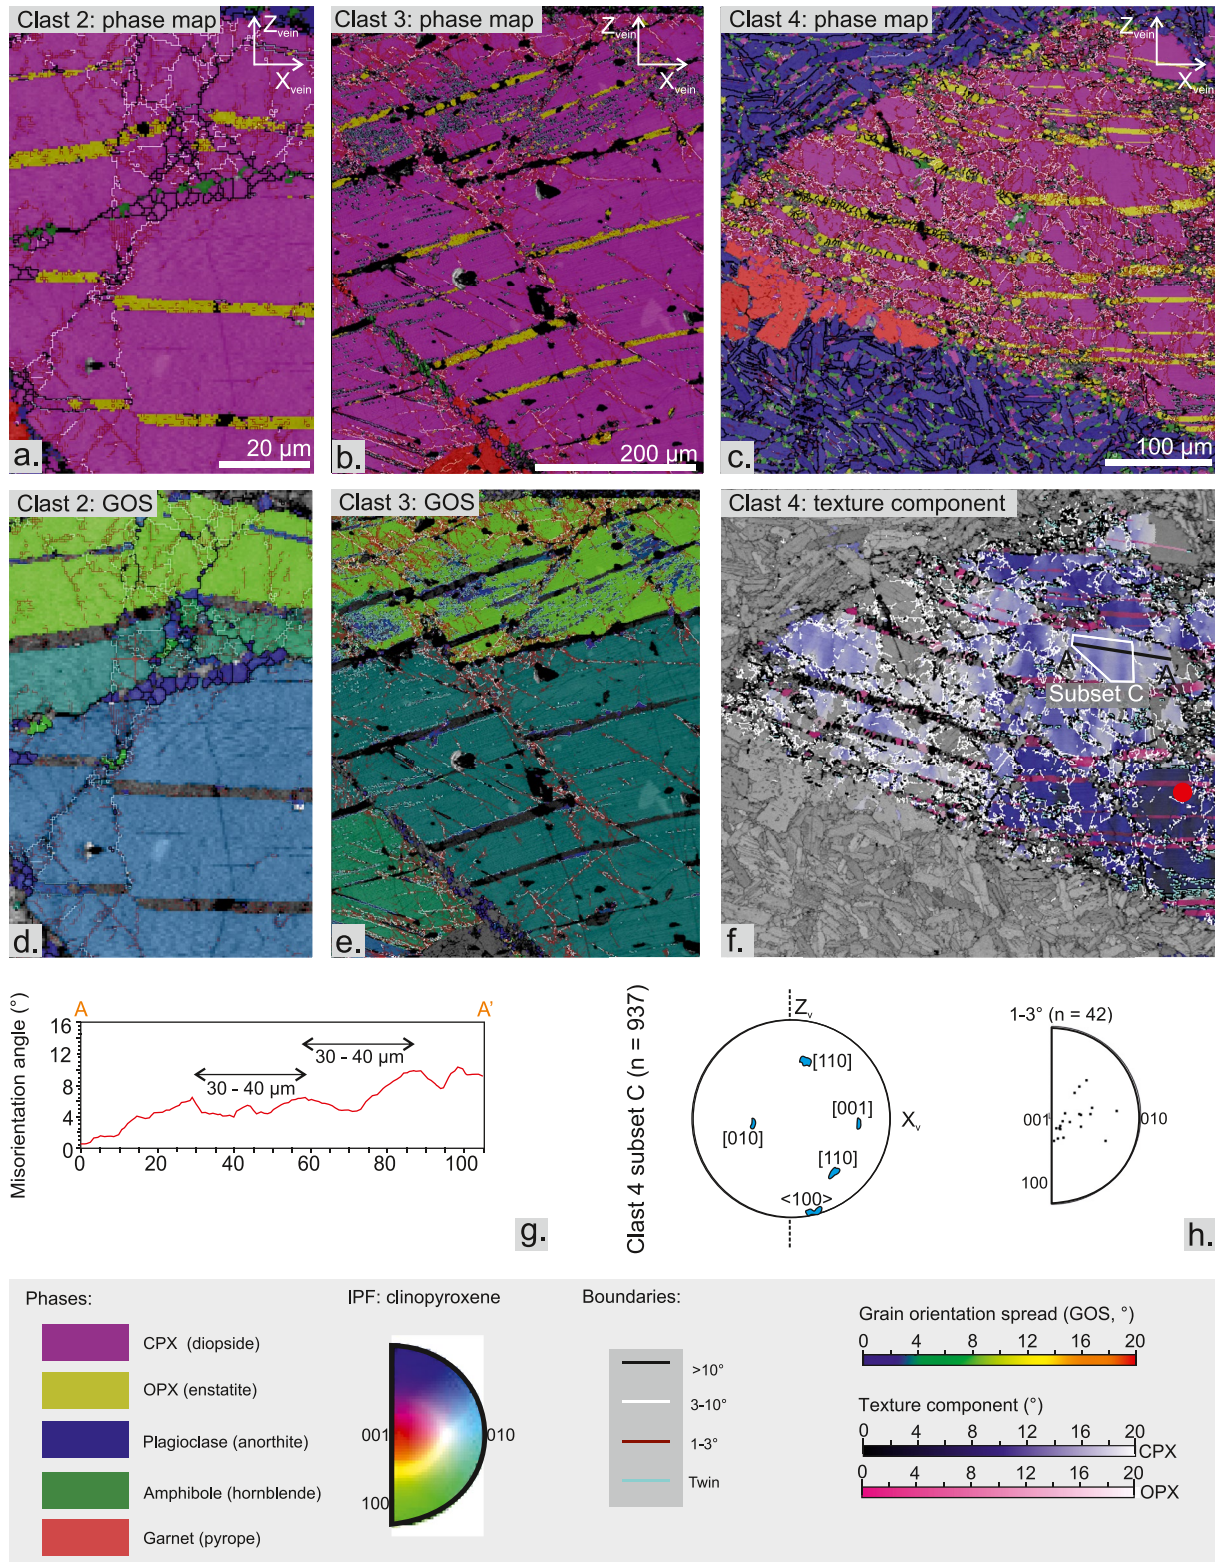 Clast 2: phase map
Zvein
Xvein
20 µm
a.
Clast 3: phase map
Zvein
Xvein
200 µm
b.
Clast 4: phase map
Zvein
Xvein
100 µm
c.
Clast 2: GOS
d.
Clast 3: GOS
e.
Clast 4: texture component
A
A'
Subset C
f.
A
A'
Misorientation angle (°)
16
12
8
4
0
30 - 40 µm
30 - 40 µm
0 20 40 60 80 100
g.
Clast 4 subset C (n = 937)
Zv
Xv
[110]
[001]
[010]
[110]
<100>
1-3° (n = 42)
001
010
100
h.
Phases:
CPX (diopside)
OPX (enstatite)
Plagioclase (anorthite)
Amphibole (hornblende)
Garnet (pyrope)
IPF: clinopyroxene
001
010
100
Boundaries:
>10°
3-10°
1-3°
Twin
Grain orientation spread (GOS, °)
0 4 8 12 16 20
Texture component (°)
0 4 8 12 16 20
CPX
0 4 8 12 16 20
OPX